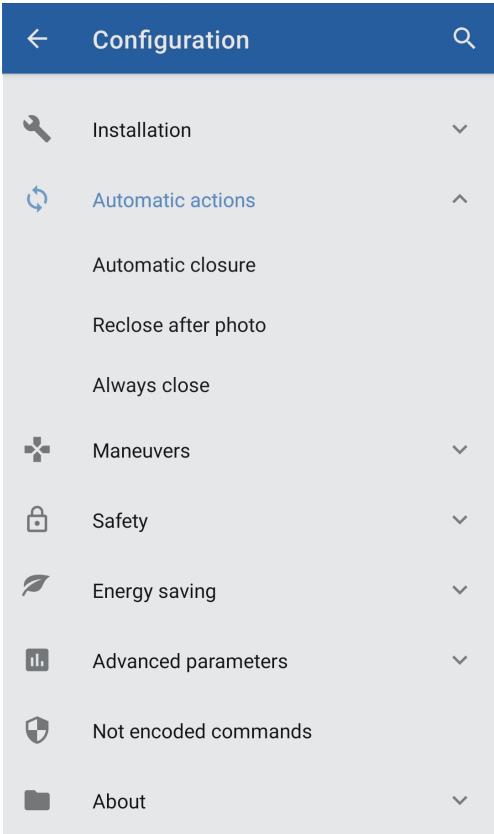 Configuration
Installation
Automatic actions
Automatic closure
Reclose after photo
Always close
Maneuvers
Safety
Energy saving
Advanced parameters
Not encoded commands
About